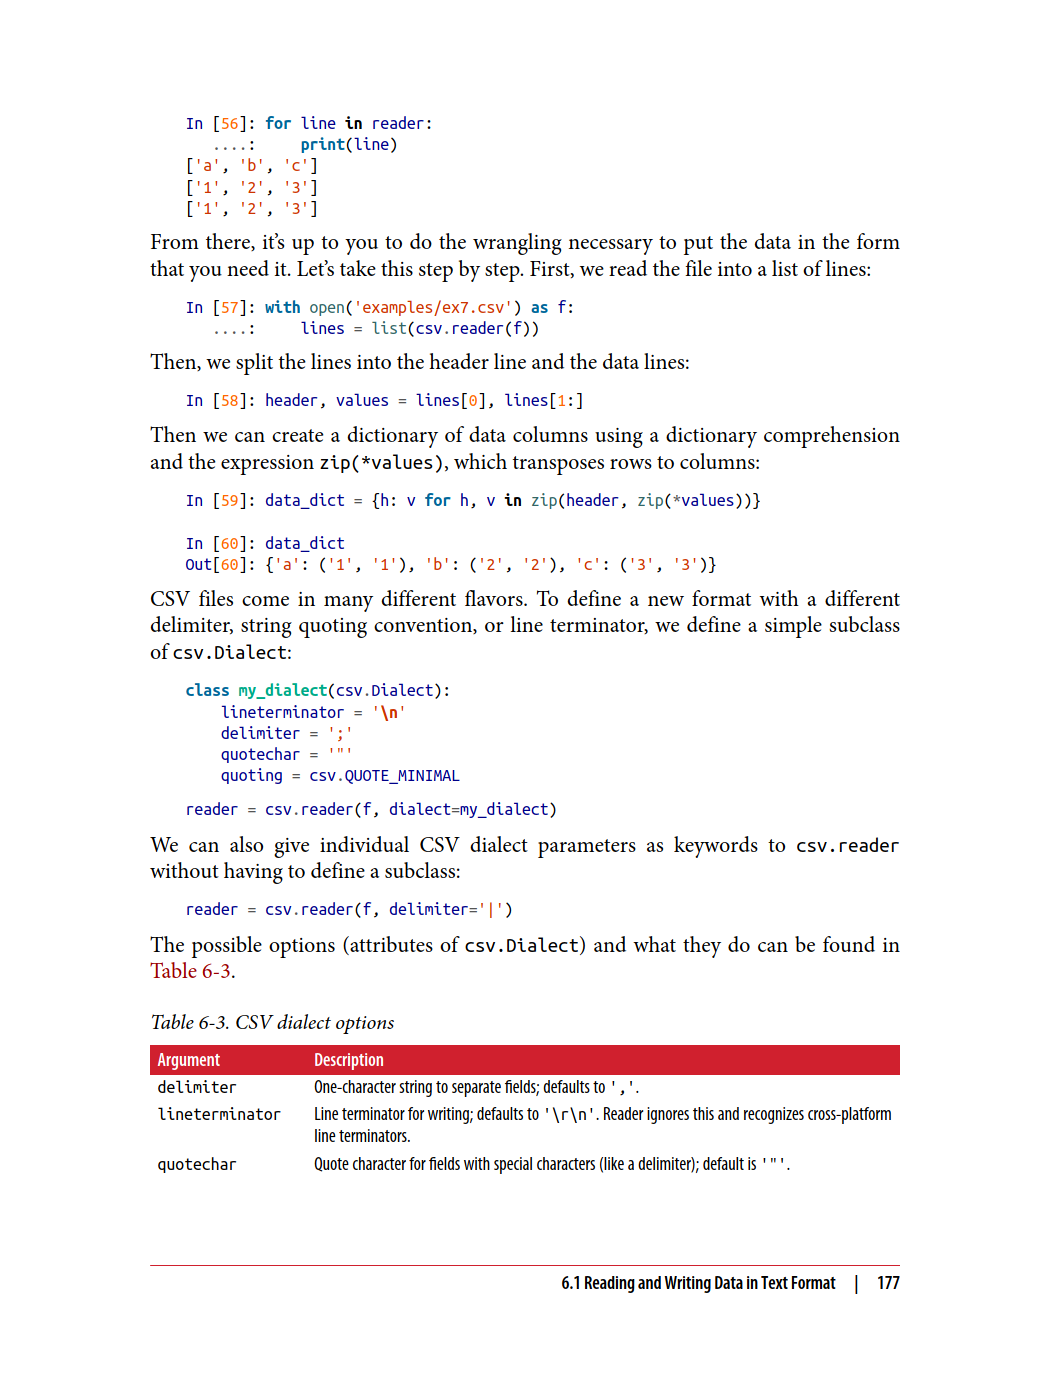 In [56]: for line in reader:
   ....:     print(line)
['a', 'b', 'c']
['1', '2', '3']
['1', '2', '3']
From there, it’s up to you to do the wrangling necessary to put the data in the form
that you need it. Let’s take this step by step. First, we read the file into a list of lines:
In [57]: with open('examples/ex7.csv') as f:
   ....:     lines = list(csv.reader(f))
Then, we split the lines into the header line and the data lines:
In [58]: header, values = lines[0], lines[1:]
Then we can create a dictionary of data columns using a dictionary comprehension
and the expression zip(*values), which transposes rows to columns:
In [59]: data_dict = {h: v for h, v in zip(header, zip(*values))}
In [60]: data_dict
Out[60]: {'a': ('1', '1'), 'b': ('2', '2'), 'c': ('3', '3')}
CSV files come in many different flavors. To define a new format with a different
delimiter, string quoting convention, or line terminator, we define a simple subclass
of csv.Dialect:
class my_dialect(csv.Dialect):
    lineterminator = '\n'
    delimiter = ';'
    quotechar = '"'
    quoting = csv.QUOTE_MINIMAL
reader = csv.reader(f, dialect=my_dialect)
We can also give individual CSV dialect parameters as keywords to csv.reader
without having to define a subclass:
reader = csv.reader(f, delimiter='|')
The possible options (attributes of csv.Dialect) and what they do can be found in
Table 6-3.
Table 6-3. CSV dialect options
Argument Description
delimiter One-character string to separate fields; defaults to ','.
lineterminator Line terminator for writing; defaults to '\r\n'. Reader ignores this and recognizes cross-platform
line terminators.
quotechar Quote character for fields with special characters (like a delimiter); default is '"'.
6.1 Reading and Writing Data in Text Format | 177